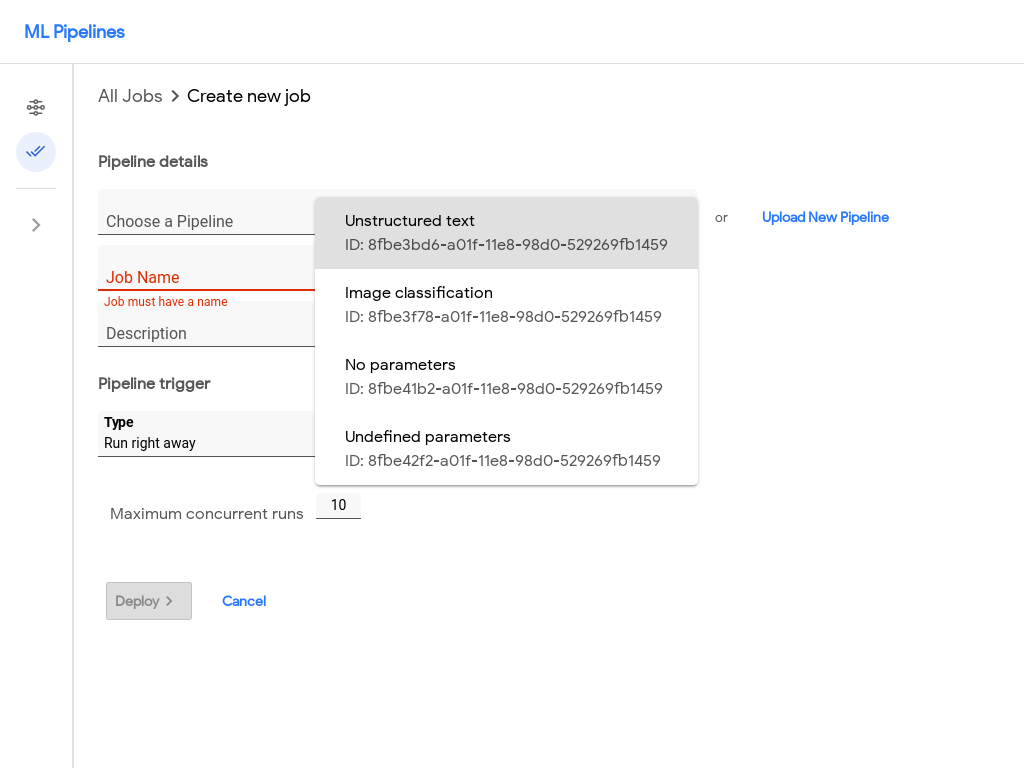 ML Pipelines
All Jobs > Create new job
Pipeline details
Choose a Pipeline
or
Upload New Pipeline
Unstructured text
ID: 8fbe3bd6-a01f-11e8-98d0-529269fb1459
Image classification
ID: 8fbe3f78-a01f-11e8-98d0-529269fb1459
No parameters
ID: 8fbe41b2-a01f-11e8-98d0-529269fb1459
Undefined parameters
ID: 8fbe42f2-a01f-11e8-98d0-529269fb1459
Job Name
Job must have a name
Description
Pipeline trigger
Type
Run right away
Maximum concurrent runs 10
Deploy
Cancel